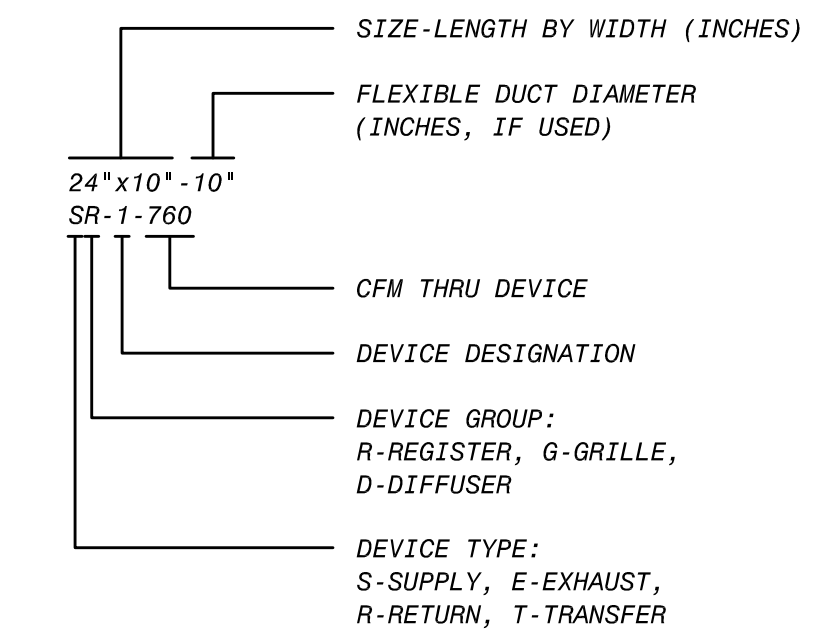 SIZE-LENGTH BY WIDTH (INCHES)
FLEXIBLE DUCT DIAMETER
(INCHES, IF USED)
24"x10"-10"
SR-1-760
CFM THRU DEVICE
DEVICE DESIGNATION
DEVICE GROUP:
R-REGISTER, G-GRILLE,
D-DIFFUSER
DEVICE TYPE:
S-SUPPLY, E-EXHAUST,
R-RETURN, T-TRANSFER